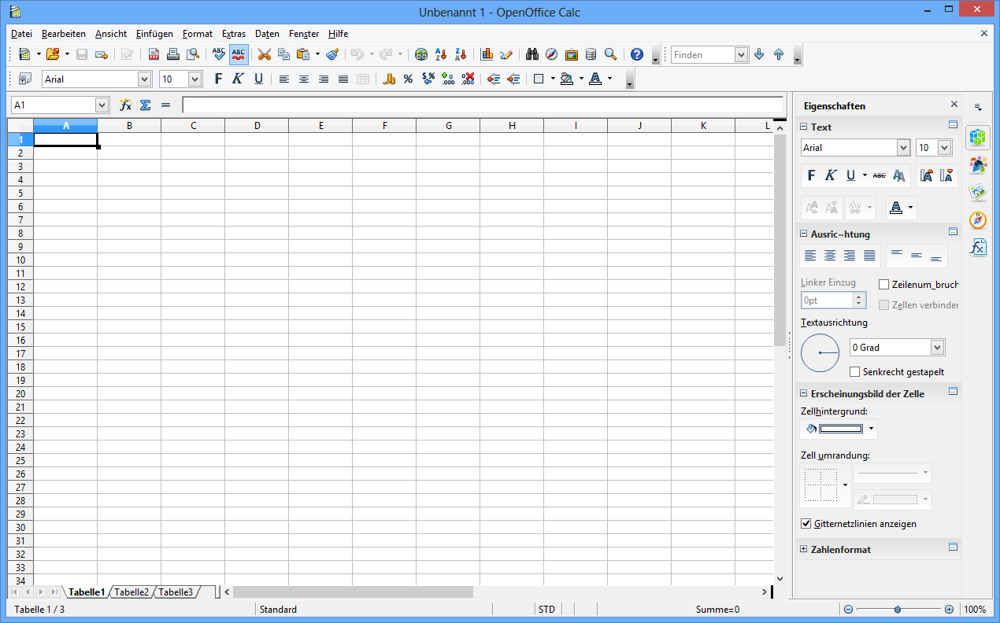 Unbenannt 1 - OpenOffice Calc
Datei Bearbeiten Ansicht Einfügen Format Extras Daten Fenster Hilfe
Finden
Arial 10 F K U
A1
A B C D E F G H I J K L
1
2
3
4
5
6
7
8
9
10
11
12
13
14
15
16
17
18
19
20
21
22
23
24
25
26
27
28
29
30
31
32
33
34
Tabelle1 Tabelle2 Tabelle3
Tabelle 1 / 3 Standard STD Summe=0 100%
Eigenschaften
Text
Arial 10
F K U ABC
Ausric~htung
Linker Einzug
Zeilenum_bruch
0pt
Zellen verbinden
Textausrichtung
0 Grad
Senkrecht gestapelt
Erscheinungsbild der Zelle
Zellhintergrund:
Zell umrandung:
Gitternetzlinien anzeigen
Zahlenformat